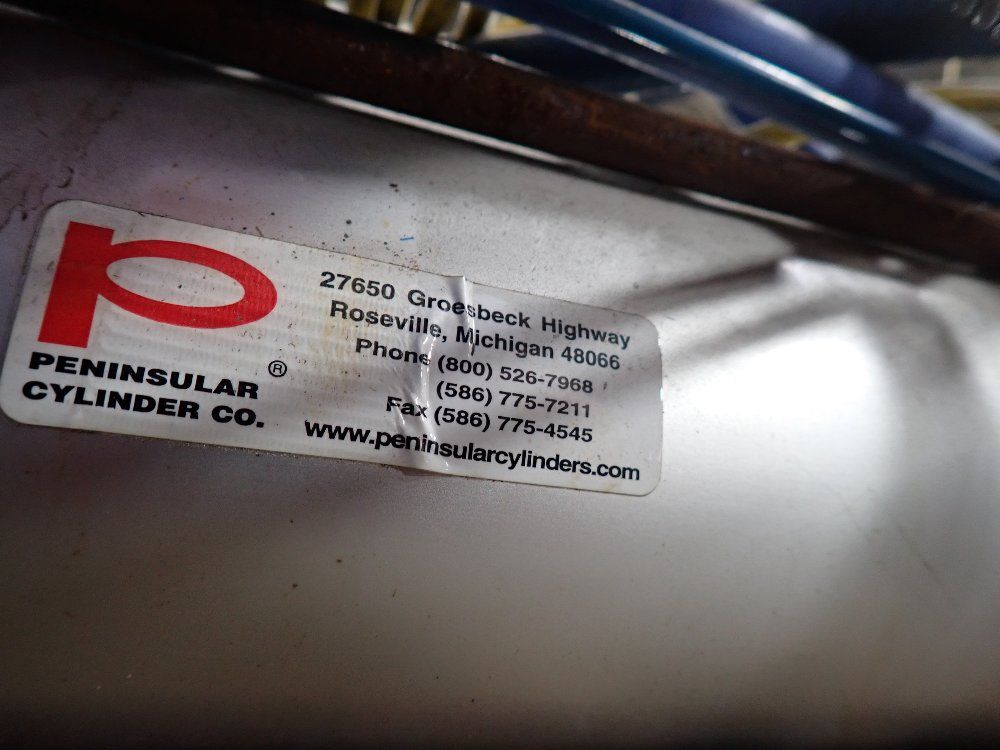 P
PENINSULAR ®
CYLINDER CO.
27650 Groesbeck Highway
Roseville, Michigan 48066
Phone (800) 526-7968
(586) 775-7211
Fax (586) 775-4545
www.peninsularcylinders.com